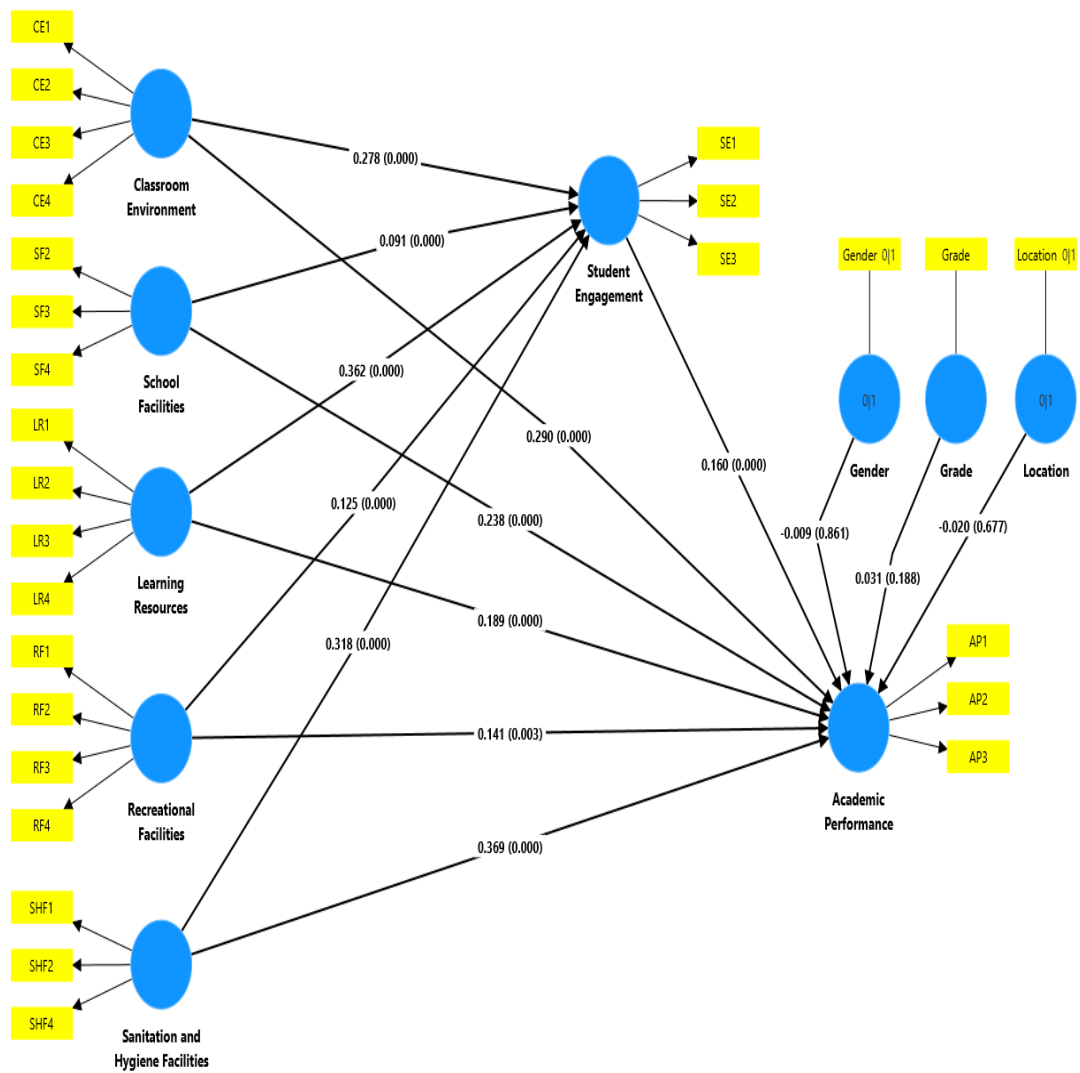 CE1
CE2
CE3
CE4
Classroom
Environment
SF2
SF3
SF4
School
Facilities
LR1
LR2
LR3
LR4
Learning
Resources
RF1
RF2
RF3
RF4
Recreational
Facilities
SHF1
SHF2
SHF4
Sanitation and
Hygiene Facilities
0.278 (0.000)
0.091 (0.000)
0.362 (0.000)
0.125 (0.000)
0.318 (0.000)
0.290 (0.000)
0.238 (0.000)
0.189 (0.000)
0.141 (0.003)
0.369 (0.000)
SE1
SE2
SE3
Student
Engagement
0.160 (0.000)
Gender 0|1
Grade
Location 0|1
0|1
0|1
Gender
Grade
Location
-0.009 (0.861)
0.031 (0.188)
-0.020 (0.677)
AP1
AP2
AP3
Academic
Performance